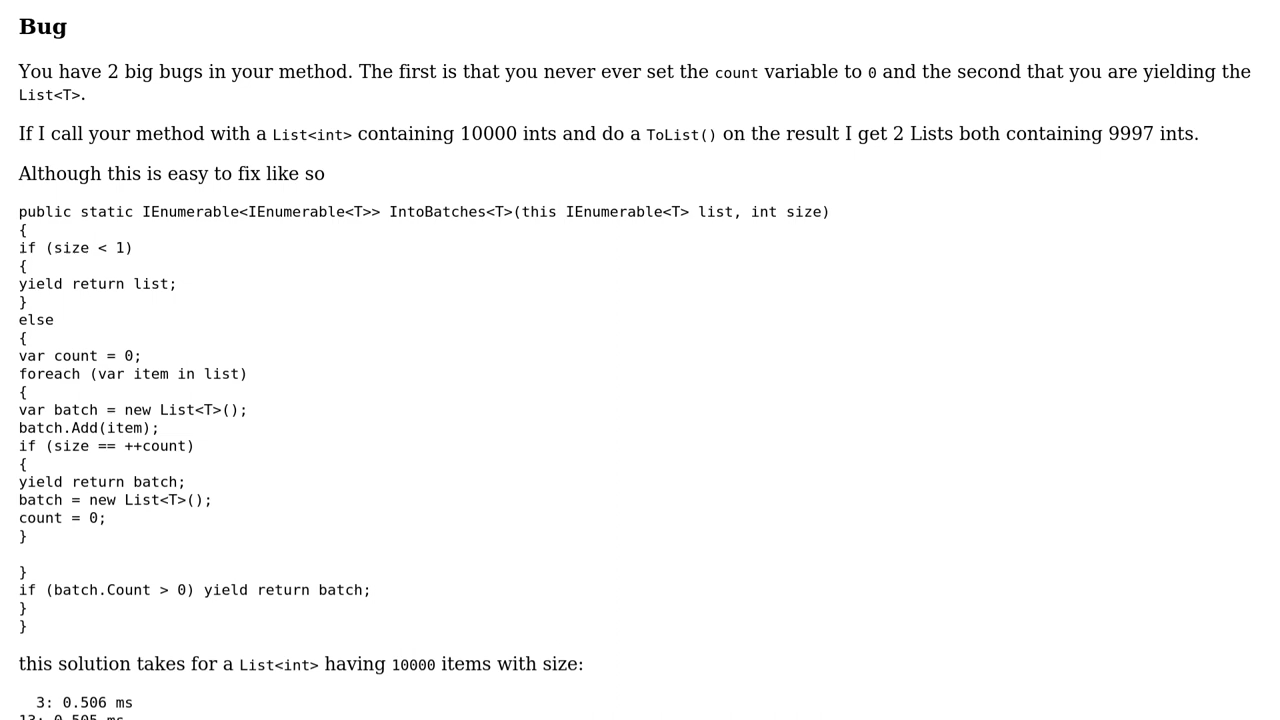 Bug
You have 2 big bugs in your method. The first is that you never ever set the count variable to 0 and the second that you are yielding the
List<T>.
If I call your method with a List<int> containing 10000 ints and do a ToList() on the result I get 2 Lists both containing 9997 ints.
Although this is easy to fix like so
public static IEnumerable<IEnumerable<T>> IntoBatches<T>(this IEnumerable<T> list, int size)
{
if (size < 1)
{
yield return list;
}
else
{
var count = 0;
foreach (var item in list)
{
var batch = new List<T>();
batch.Add(item);
if (size == ++count)
{
yield return batch;
batch = new List<T>();
count = 0;
}
}
if (batch.Count > 0) yield return batch;
}
}
this solution takes for a List<int> having 10000 items with size:
3: 0.506 ms
13: 0.505 ms